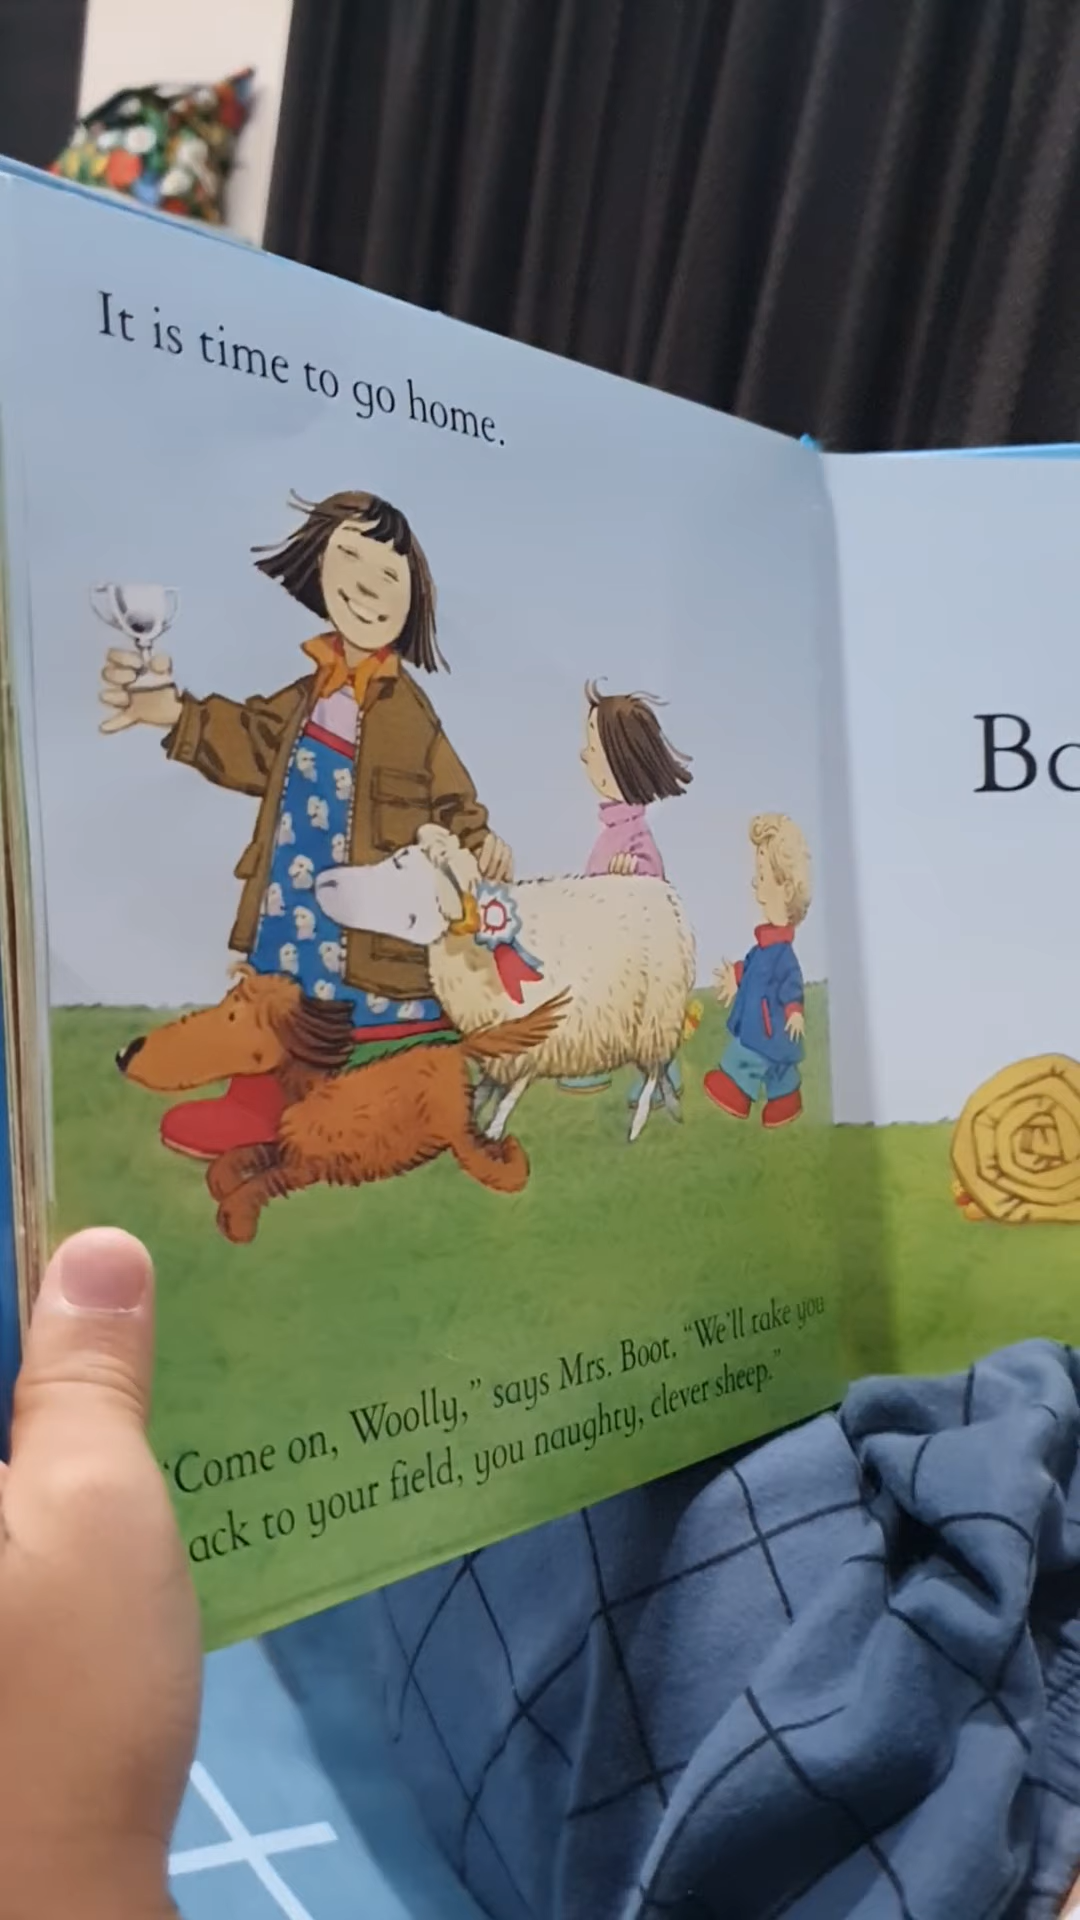 It is time to go home.
Come on, Woolly," says Mrs. Boot. "We'll take you
ack to your field, you naughty, clever sheep."
Bo